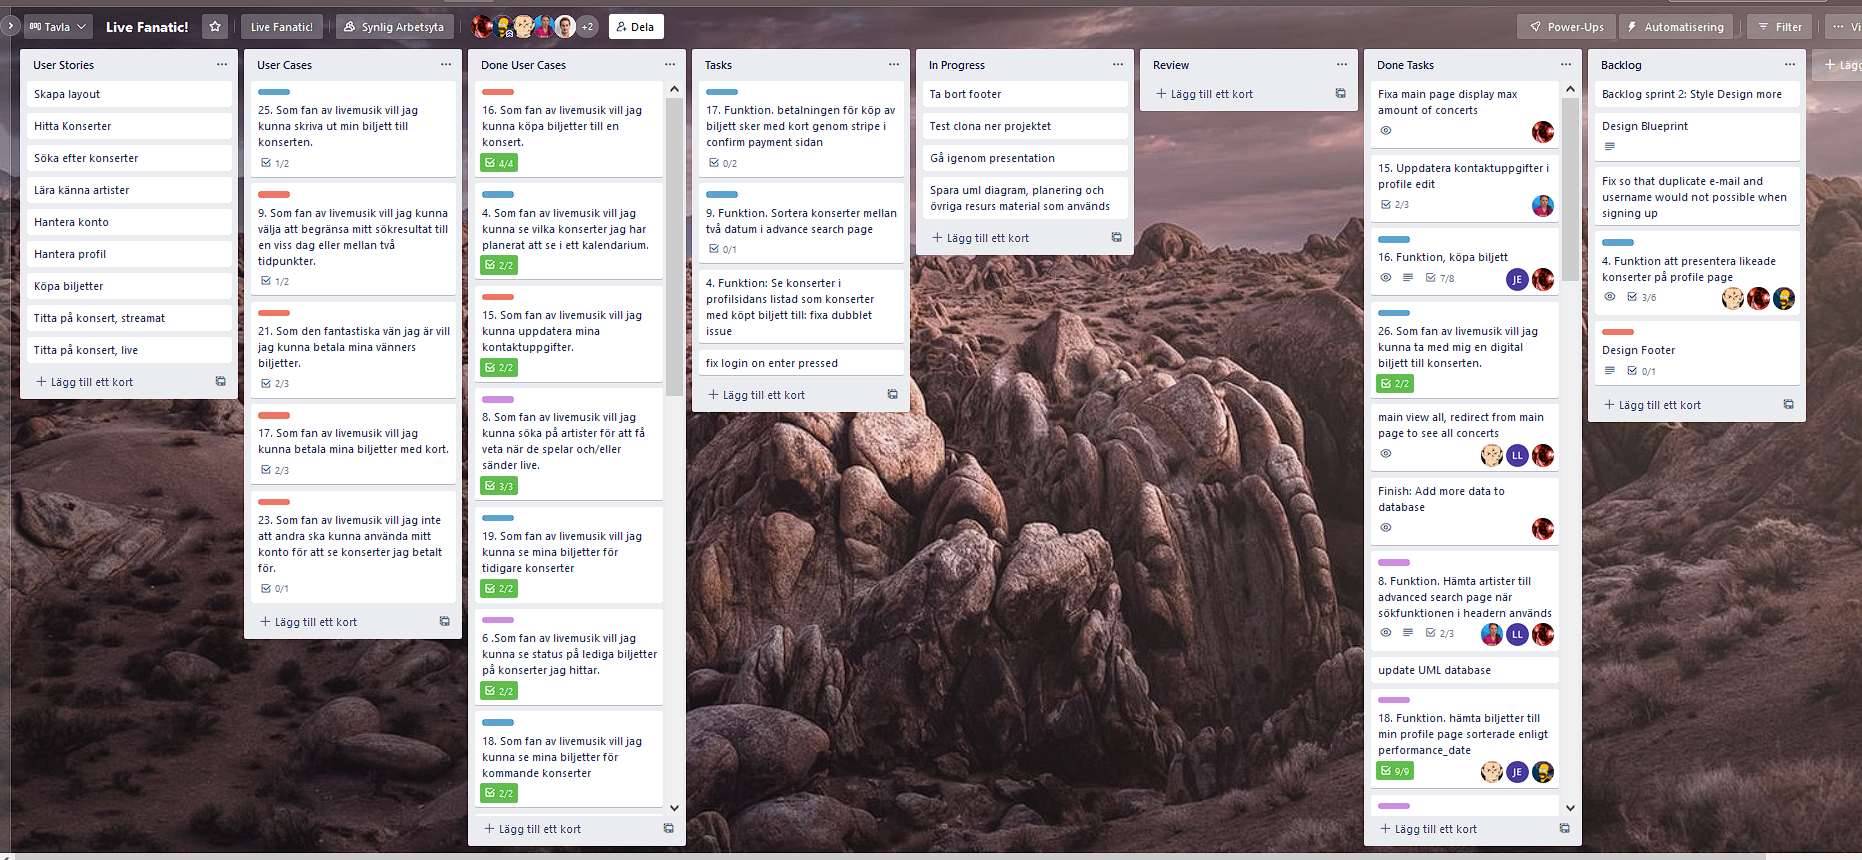 Tavla
Live Fanatic!
Live Fanatic!
Synlig Arbetsyta
+2
Dela
Power-Ups
Automatisering
Filter
User Stories
Skapa layout
Hitta Konserter
Söka efter konserter
Lära känna artister
Hantera konto
Hantera profil
Köpa biljetter
Titta på konsert, streamat
Titta på konsert, live
Lägg till ett kort
User Cases
25. Som fan av livemusik vill jag
kunna skriva ut min biljett till
konserten.
1/2
9. Som fan av livemusik vill jag kunna
välja att begränsa mitt sökresultat till
en viss dag eller mellan två
tidpunkter.
1/2
21. Som den fantastiska vän jag är vill
jag kunna betala mina vänners
biljetter.
2/3
17. Som fan av livemusik vill jag
kunna betala mina biljetter med kort.
2/3
23. Som fan av livemusik vill jag inte
att andra ska kunna använda mitt
konto för att se konserter jag betalt
för.
0/1
Lägg till ett kort
Done User Cases
16. Som fan av livemusik vill jag
kunna köpa biljetter till en
konsert.
4/4
4. Som fan av livemusik vill jag
kunna se vilka konserter jag har
planerat att se i ett kalendarium.
2/2
15. Som fan av livemusik vill jag
kunna uppdatera mina
kontaktuppgifter.
2/2
8. Som fan av livemusik vill jag
kunna söka på artister för att få
veta när de spelar och/eller
sänder live.
3/3
19. Som fan av livemusik vill jag
kunna se mina biljetter för
tidigare konserter
2/2
6 .Som fan av livemusik vill jag
kunna se status på lediga biljetter
på konserter jag hittar.
2/2
18. Som fan av livemusik vill jag
kunna se mina biljetter för
kommande konserter
2/2
Lägg till ett kort
Tasks
17. Funktion. betalningen för köp av
biljett sker med kort genom stripe i
confirm payment sidan
0/2
9. Funktion. Sortera konserter mellan
två datum i advance search page
0/1
4. Funktion: Se konserter i
profilsidans listad som konserter
med köpt biljett till: fixa dubblet
issue
fix login on enter pressed
Lägg till ett kort
In Progress
Ta bort footer
Test clona ner projektet
Gå igenom presentation
Spara uml diagram, planering och
övriga resurs material som används
Lägg till ett kort
Review
Lägg till ett kort
Done Tasks
Fixa main page display max
amount of concerts
15. Uppdatera kontaktuppgifter i
profile edit
2/3
16. Funktion, köpa biljett
7/8
JE
26. Som fan av livemusik vill jag
kunna ta med mig en digital
biljett till konserten.
2/2
main view all, redirect from main
page to see all concerts
LL
Finish: Add more data to
database
8. Funktion. Hämta artister till
advanced search page när
sökfunktionen i headern används
2/3
LL
update UML database
18. Funktion. hämta biljetter till
min profile page sorterade enligt
performance_date
9/9
JE
Lägg till ett kort
Backlog
Backlog sprint 2: Style Design more
Design Blueprint
Fix so that duplicate e-mail and
username would not possible when
signing up
4. Funktion att presentera likeade
konserter på profile page
3/6
Design Footer
0/1
Lägg till ett kort